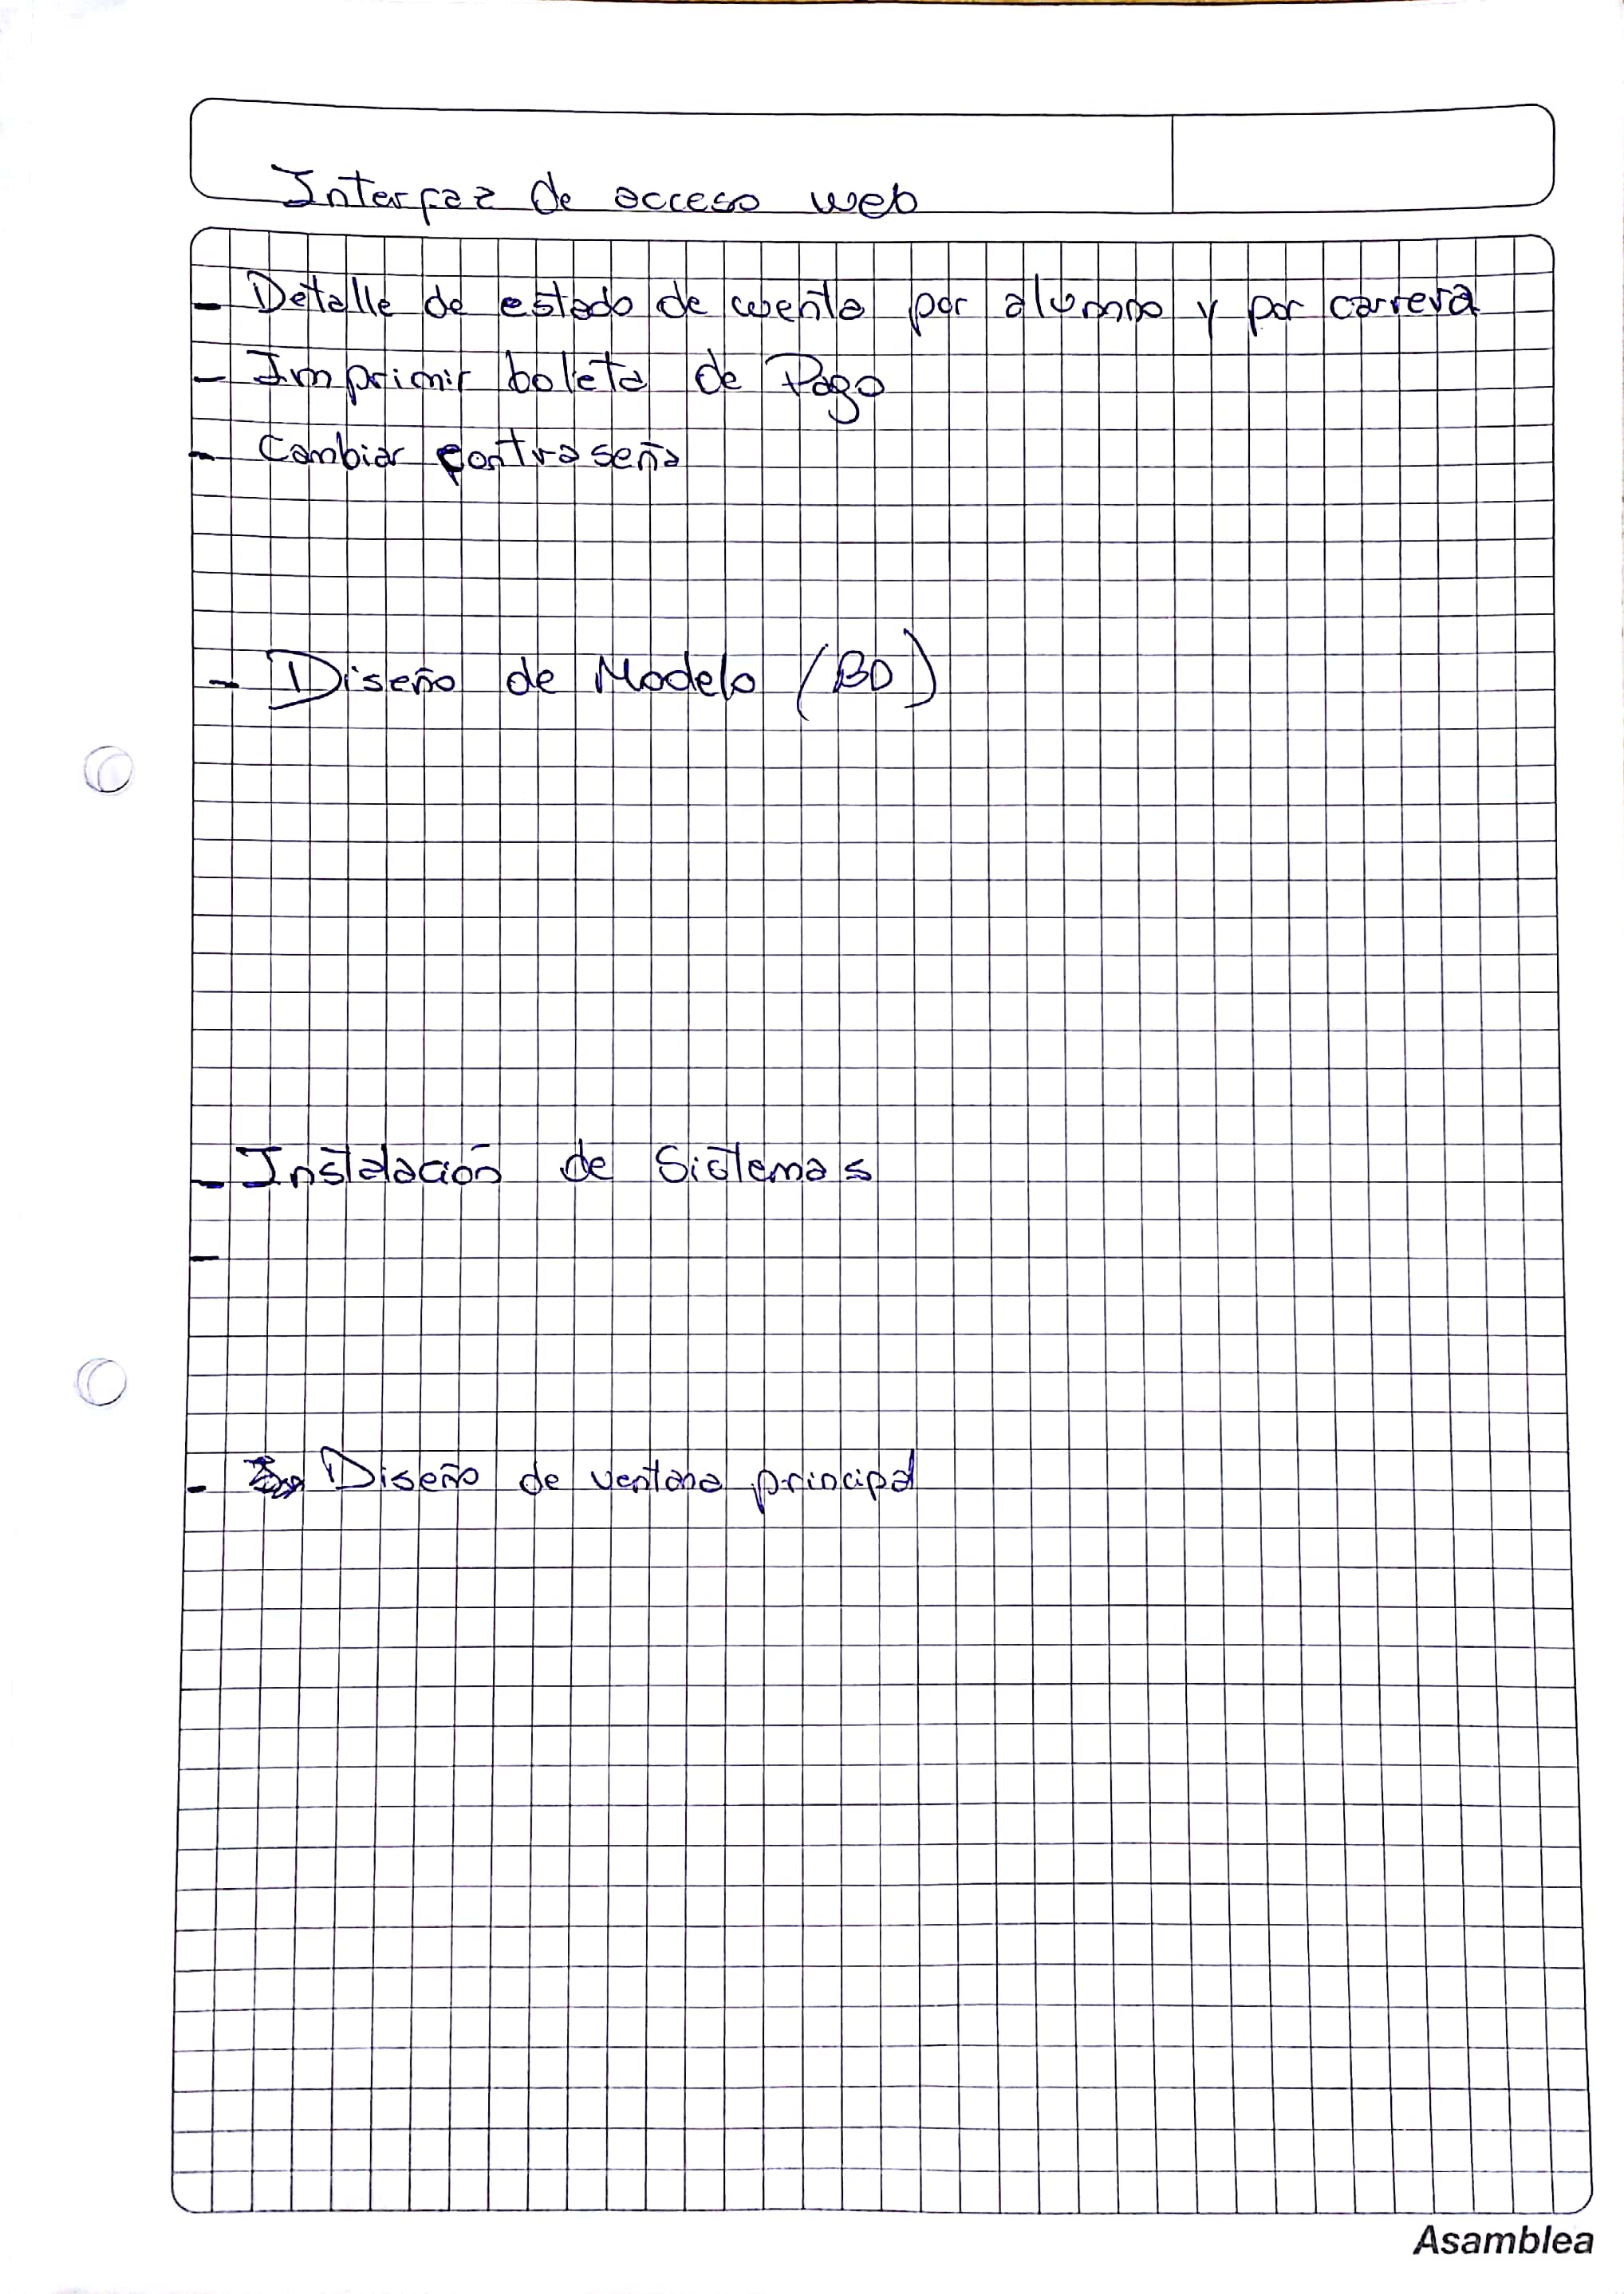 Interfaz de acceso web
- Detalle de estado de cuenta por alumno y por carrera
- Imprimir boleta de Pago
- Cambiar contraseña
- Diseño de Modelo (BD)
- Instalación de Sistemas
-
- Diseño de ventana principal
Asamblea